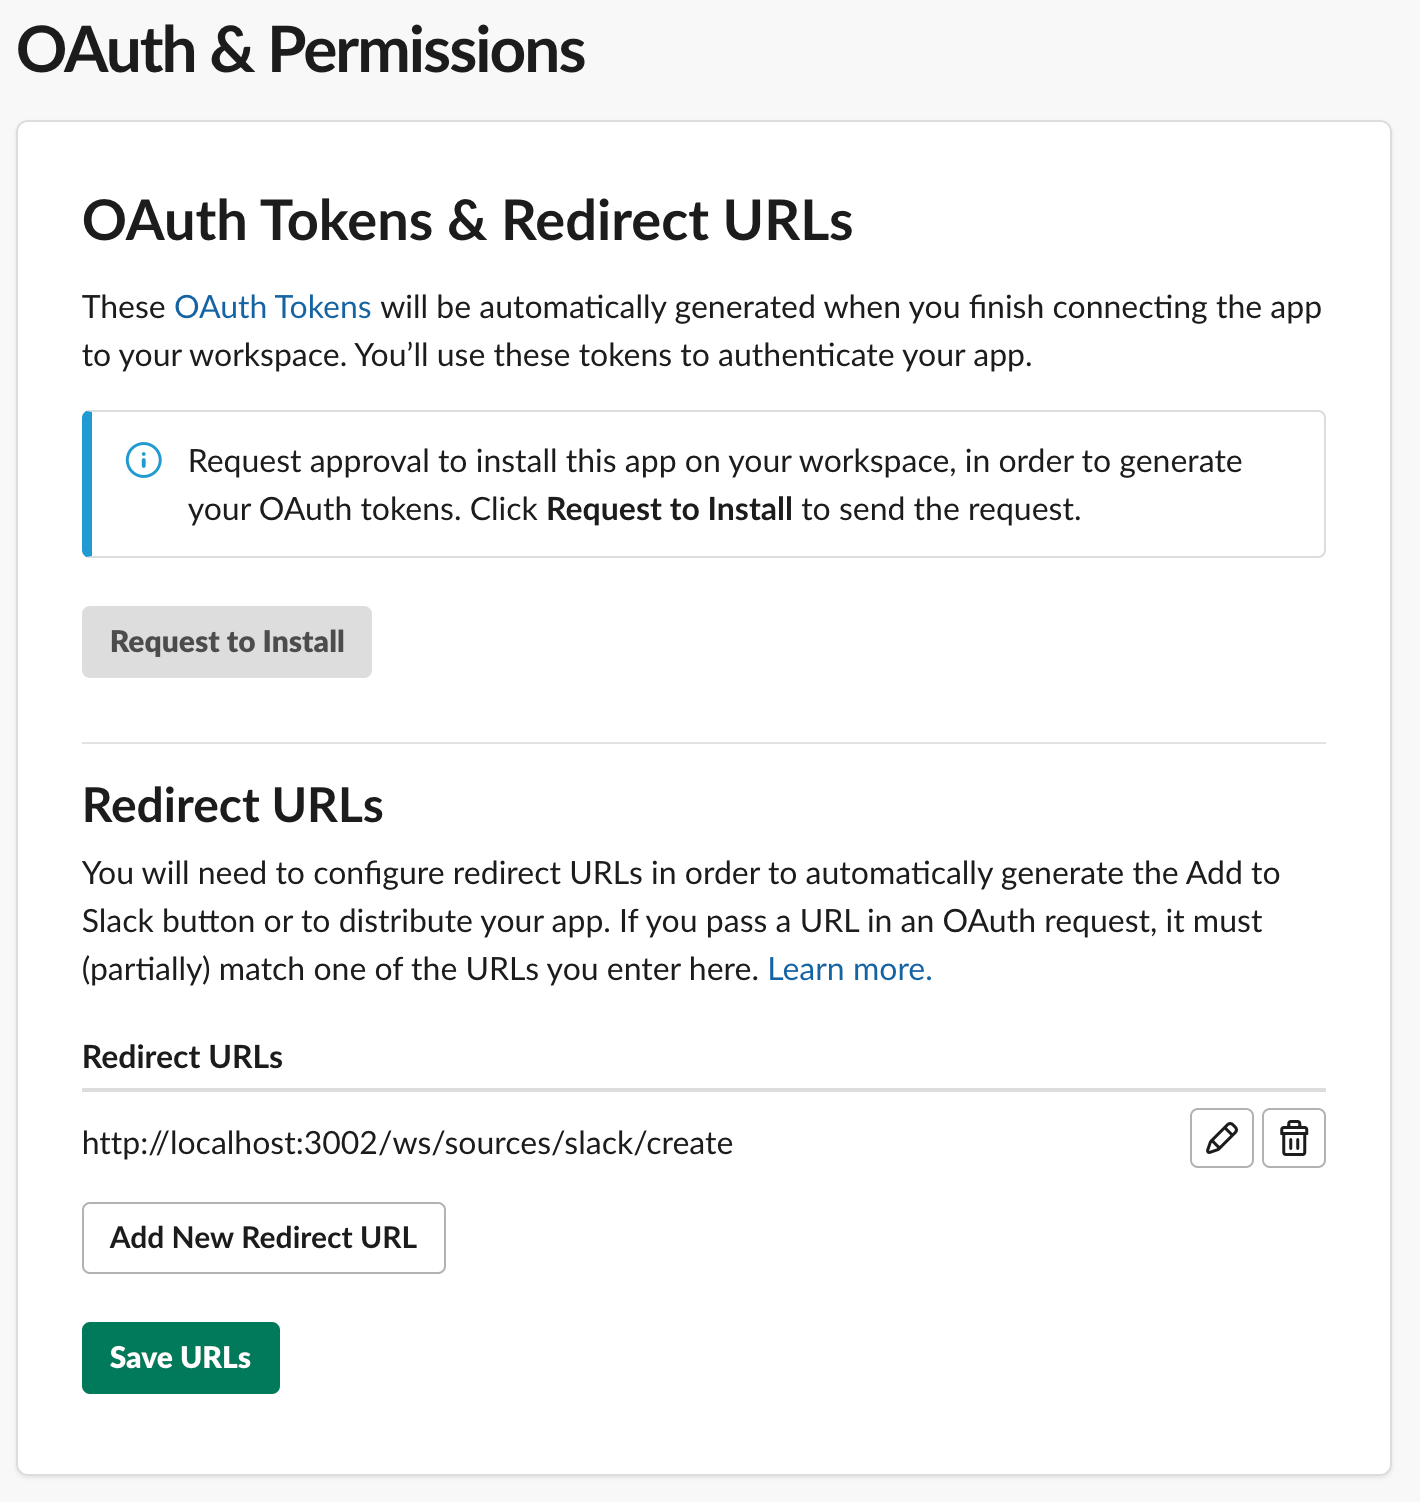 OAuth & Permissions
OAuth Tokens & Redirect URLs
These OAuth Tokens will be automatically generated when you finish connecting the app
to your workspace. You’ll use these tokens to authenticate your app.
Request approval to install this app on your workspace, in order to generate
your OAuth tokens. Click Request to Install to send the request.
Request to Install
Redirect URLs
You will need to configure redirect URLs in order to automatically generate the Add to
Slack button or to distribute your app. If you pass a URL in an OAuth request, it must
(partially) match one of the URLs you enter here. Learn more.
Redirect URLs
http://localhost:3002/ws/sources/slack/create
Add New Redirect URL
Save URLs